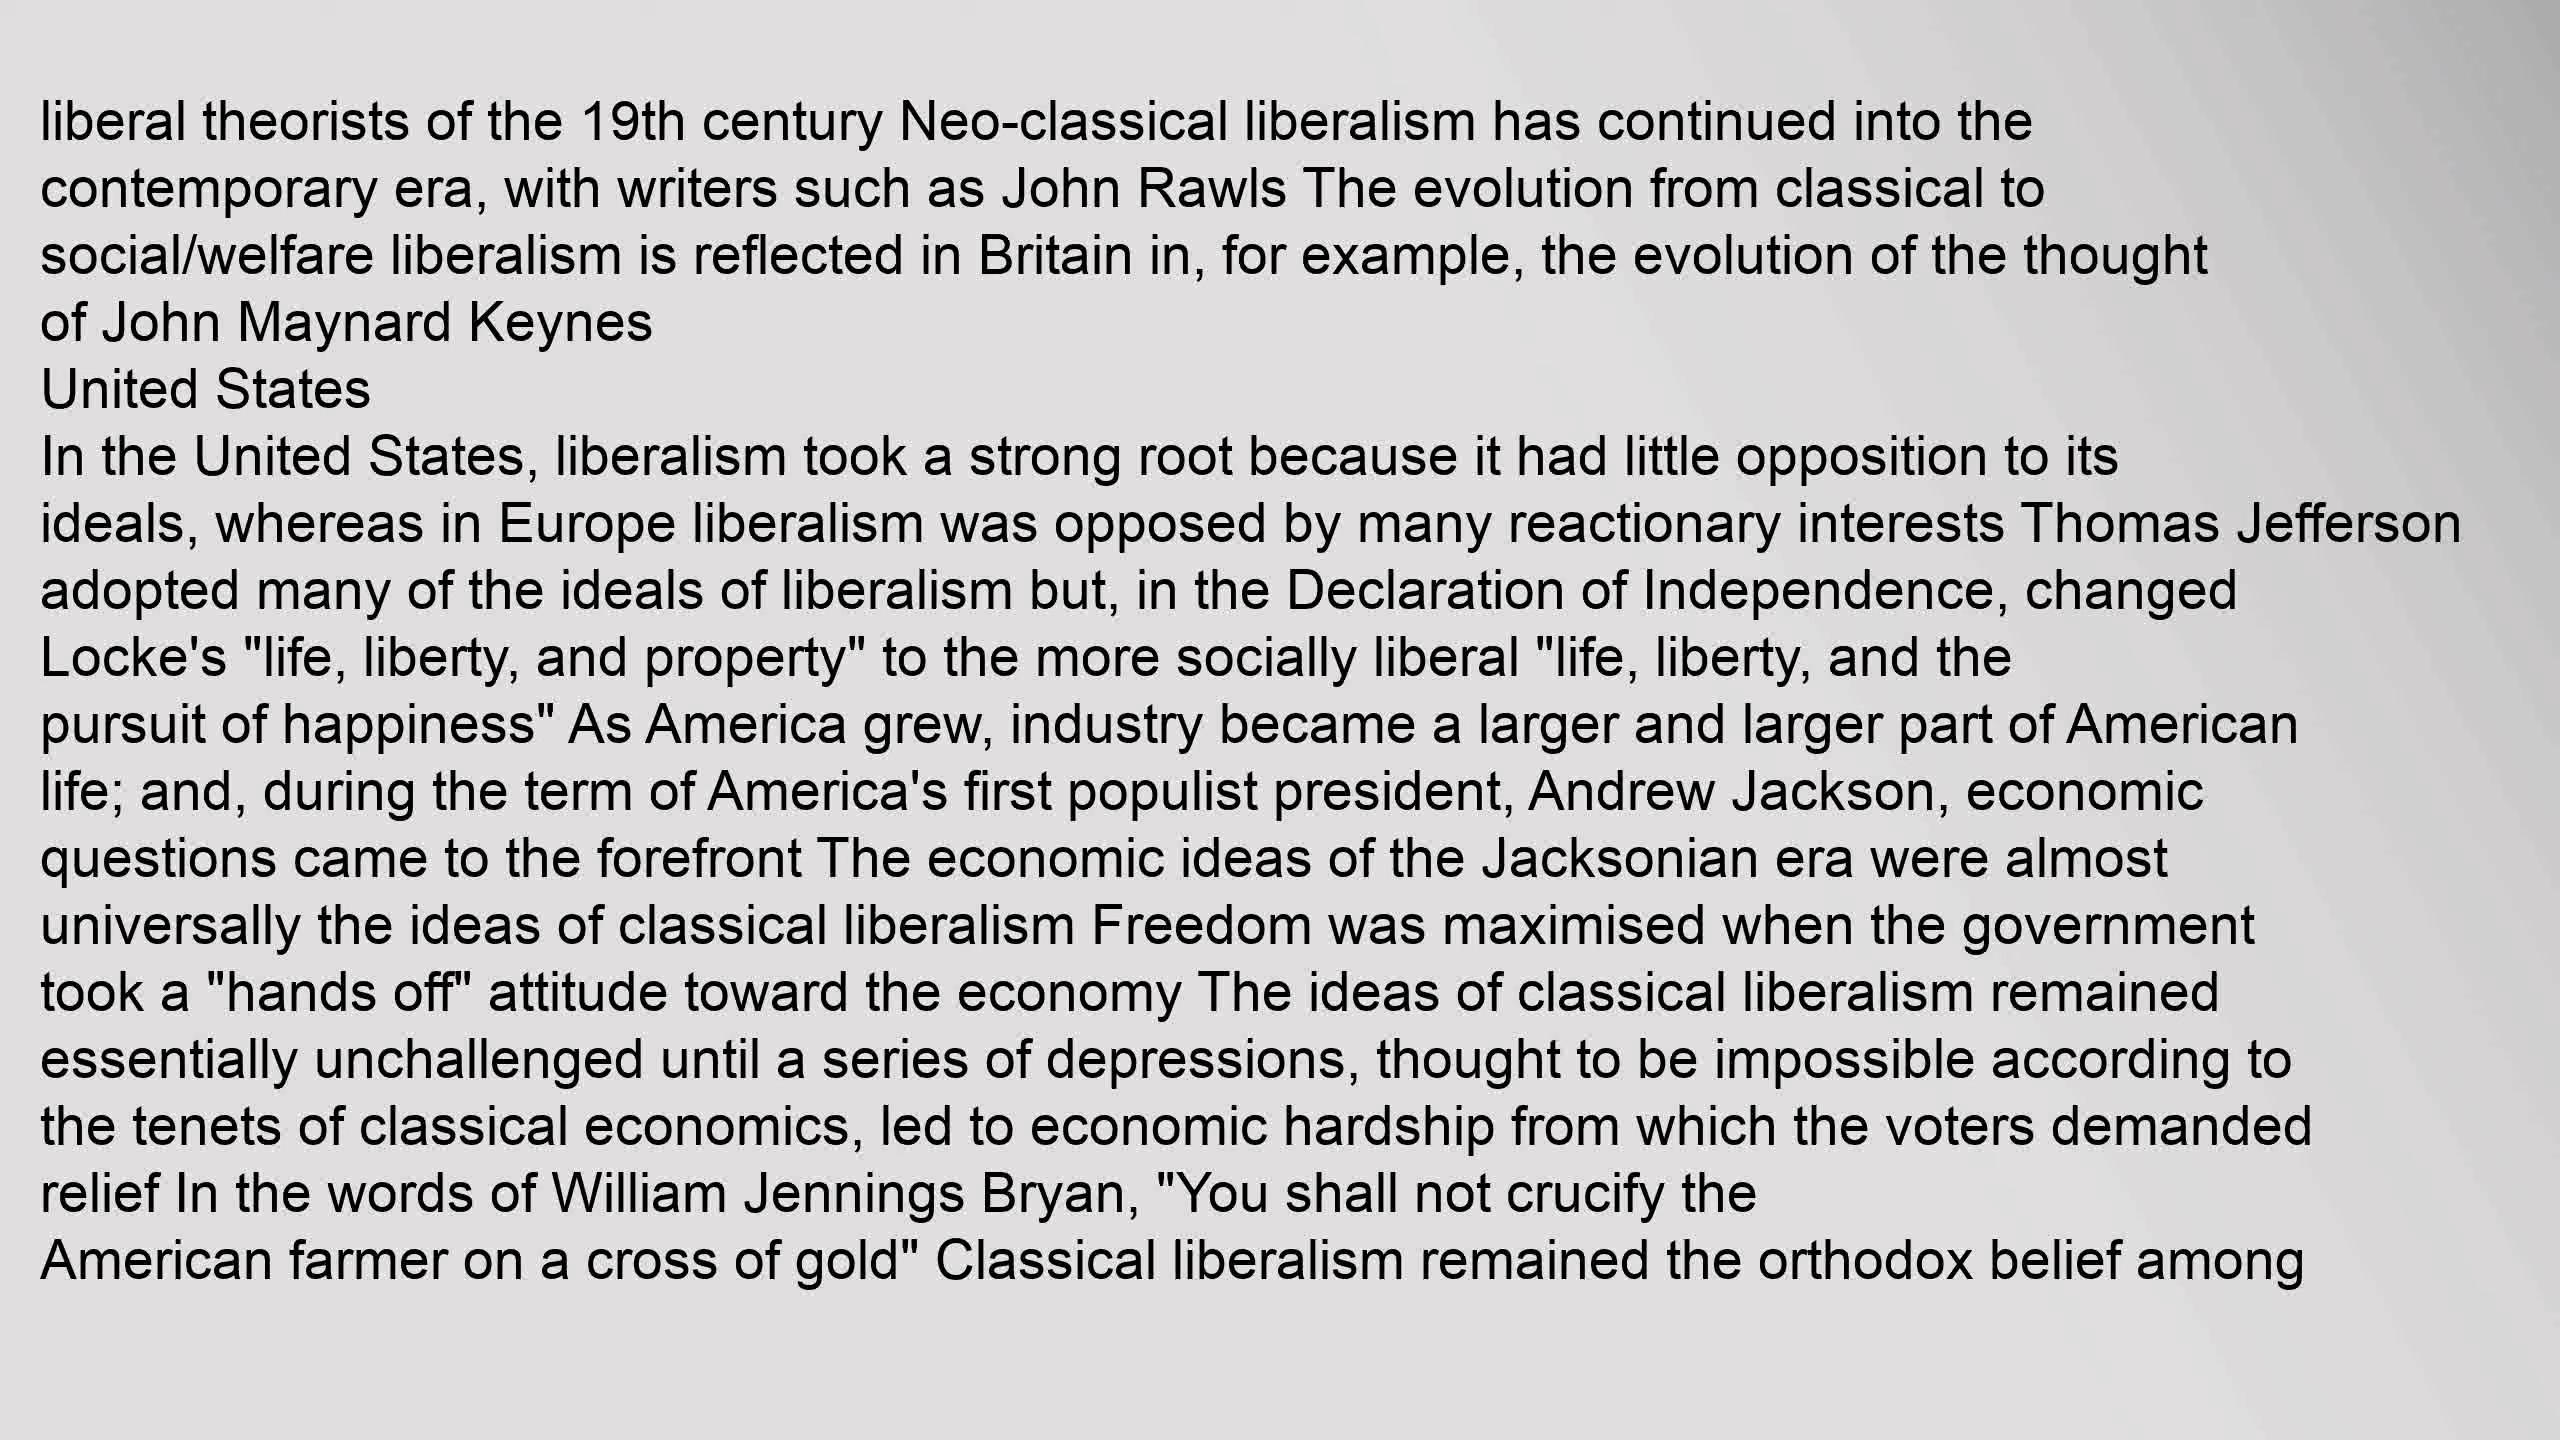 liberal theorists of the 19th century Neo-classical liberalism has continued into the
contemporary era, with writers such as John Rawls The evolution from classical to
social/welfare liberalism is reflected in Britain in, for example, the evolution of the thought
of John Maynard Keynes
United States
In the United States, liberalism took a strong root because it had little opposition to its
ideals, whereas in Europe liberalism was opposed by many reactionary interests Thomas Jefferson
adopted many of the ideals of liberalism but, in the Declaration of Independence, changed
Locke's "life, liberty, and property" to the more socially liberal "life, liberty, and the
pursuit of happiness" As America grew, industry became a larger and larger part of American
life; and, during the term of America's first populist president, Andrew Jackson, economic
questions came to the forefront The economic ideas of the Jacksonian era were almost
universally the ideas of classical liberalism Freedom was maximised when the government
took a "hands off" attitude toward the economy The ideas of classical liberalism remained
essentially unchallenged until a series of depressions, thought to be impossible according to
the tenets of classical economics, led to economic hardship from which the voters demanded
relief In the words of William Jennings Bryan, "You shall not crucify the
American farmer on a cross of gold" Classical liberalism remained the orthodox belief among